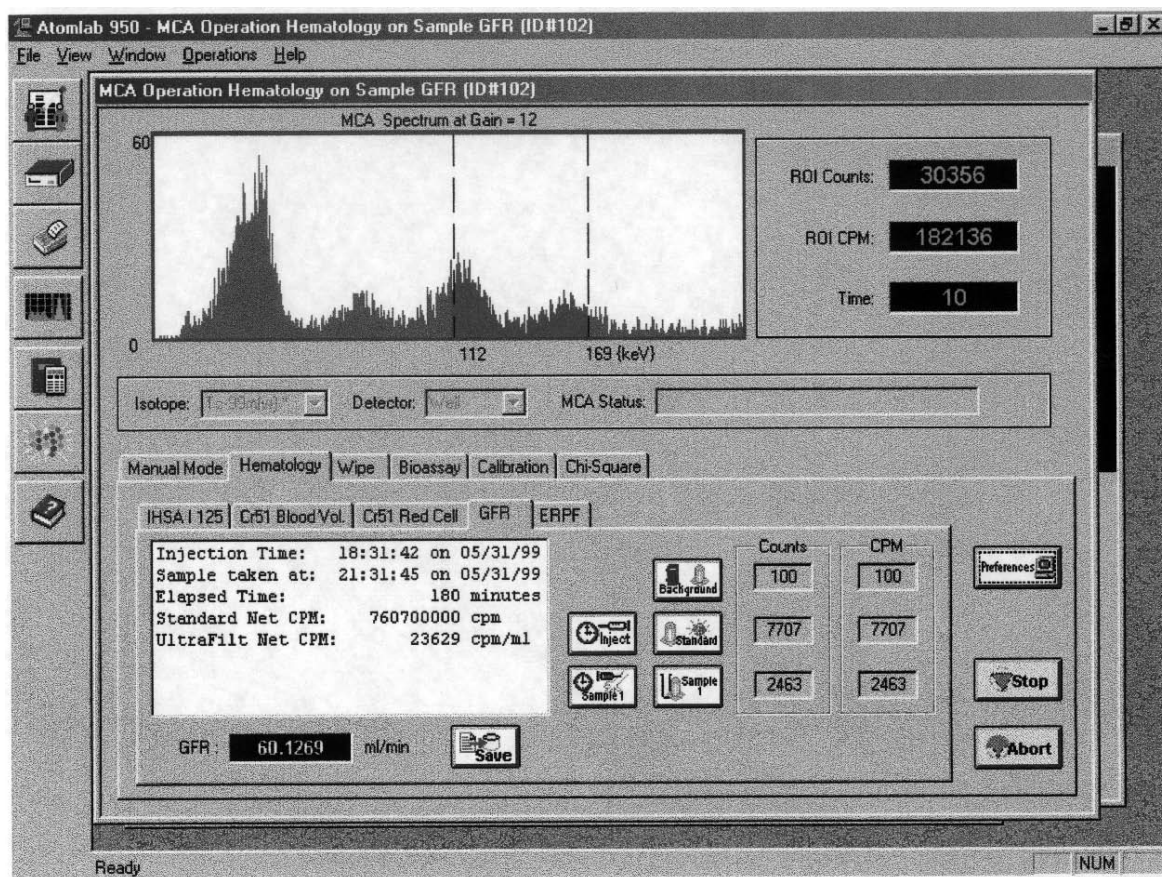 Atomlab 950 - MCA Operation Hematology on Sample GFR (ID#102)
File View Window Operations Help
MCA Operation Hematology on Sample GFR (ID#102)
MCA Spectrum at Gain = 12
60
0
112
169 {keV}
ROI Counts: 30356
ROI CPM: 182136
Time: 10
Isotope:
Detector: Well
MCA Status:
Manual Mode Hematology Wipe Bioassay Calibration Chi-Square
IHSA I 125 Cr51 Blood Vol. Cr51 Red Cell GFR ERPF
Injection Time: 18:31:42 on 05/31/99
Sample taken at: 21:31:45 on 05/31/99
Elapsed Time: 180 minutes
Standard Net CPM: 760700000 cpm
UltraFilt Net CPM: 23629 cpm/ml
Background
Inject
Standard
Sample 1
Sample 1
Counts CPM
100 100
7707 7707
2463 2463
Preferences
Stop
Abort
GFR : 60.1269 ml/min
Save
Ready
NUM